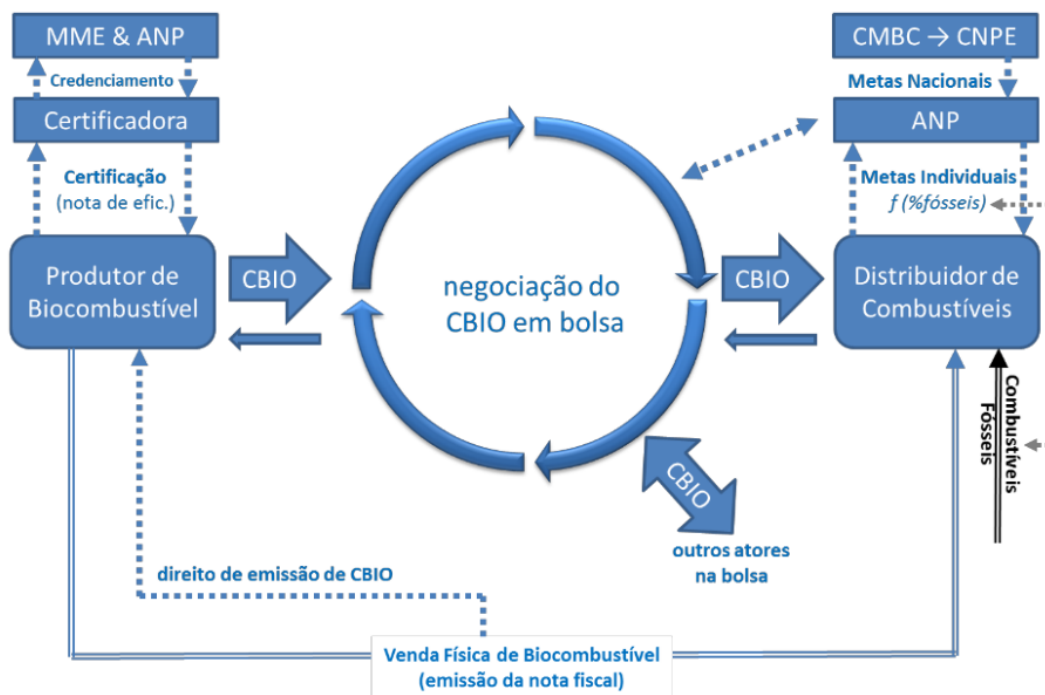 MME & ANP
Credenciamento
Certificadora
Certificação
(nota de efic.)
Produtor de
Biocombustível
CBIO
negociação do
CBIO em bolsa
CBIO
CMBC → CNPE
Metas Nacionais
ANP
Metas Individuais
f (%fósseis)
Distribuidor de
Combustíveis
Combustíveis
Fósseis
CBIO
outros atores
na bolsa
direito de emissão de CBIO
Venda Física de Biocombustível
(emissão da nota fiscal)